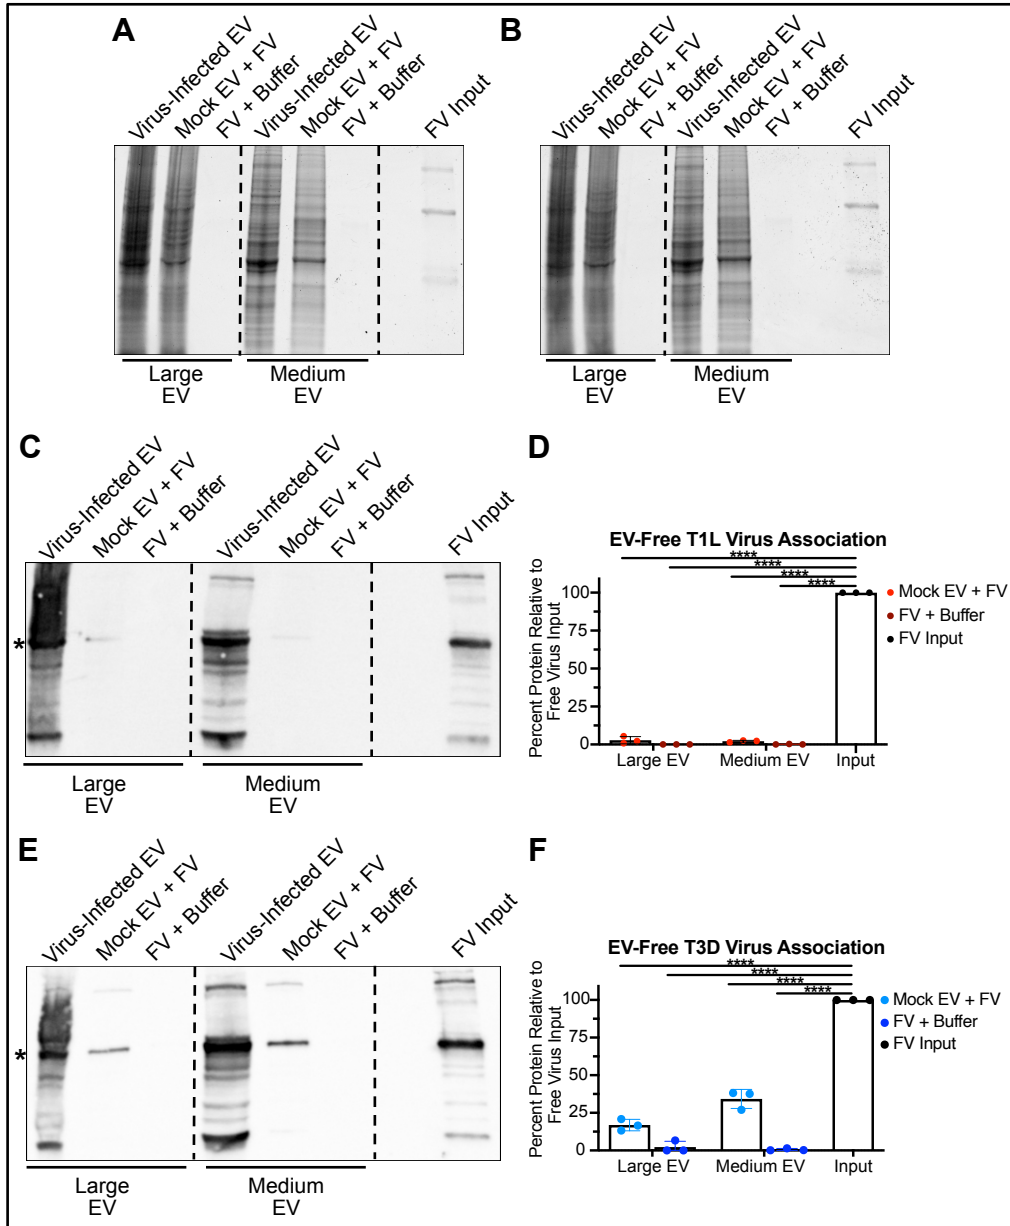 A
Virus-Infected EV
Mock EV + FV
FV + Buffer
Virus-Infected EV
Mock EV + FV
FV + Buffer
FV Input
Large
EV
Medium
EV
B
Virus-Infected EV
Mock EV + FV
FV + Buffer
Virus-Infected EV
Mock EV + FV
FV + Buffer
FV Input
Large
EV
Medium
EV
C
Virus-Infected EV
Mock EV + FV
FV + Buffer
Virus-Infected EV
Mock EV + FV
FV + Buffer
FV Input
*
Large
EV
Medium
EV
D
EV-Free T1L Virus Association
****
****
****
****
Percent Protein Relative to
Free Virus Input
100
75
50
25
0
Large EV
Medium EV
Input
Mock EV + FV
FV + Buffer
FV Input
E
Virus-Infected EV
Mock EV + FV
FV + Buffer
Virus-Infected EV
Mock EV + FV
FV + Buffer
FV Input
*
Large
EV
Medium
EV
F
EV-Free T3D Virus Association
****
****
****
****
Percent Protein Relative to
Free Virus Input
100
75
50
25
0
Large EV
Medium EV
Input
Mock EV + FV
FV + Buffer
FV Input